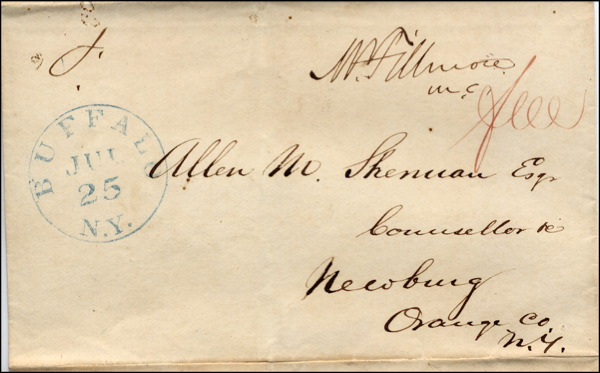 M. Fillmore
M C
free
BUFFALO
JUL
25
N.Y.
Allen M. Sherman Esqr
Counsellor &c
Newburg
Orange Co.
N.Y.